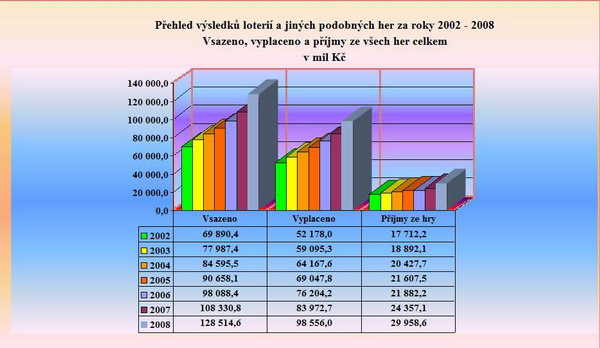 Přehled výsledků loterií a jiných podobných her za roky 2002 - 2008
Vsazeno, vyplaceno a příjmy ze všech her celkem
v mil Kč
140 000,0
120 000,0
100 000,0
80 000,0
60 000,0
40 000,0
20 000,0
0,0
Vsazeno Vyplaceno Příjmy ze hry
2002 69 890,4 52 178,0 17 712,2
2003 77 987,4 59 095,3 18 892,1
2004 84 595,5 64 167,6 20 427,7
2005 90 658,1 69 047,8 21 607,5
2006 98 088,4 76 204,2 21 882,2
2007 108 330,8 83 972,7 24 357,1
2008 128 514,6 98 556,0 29 958,6